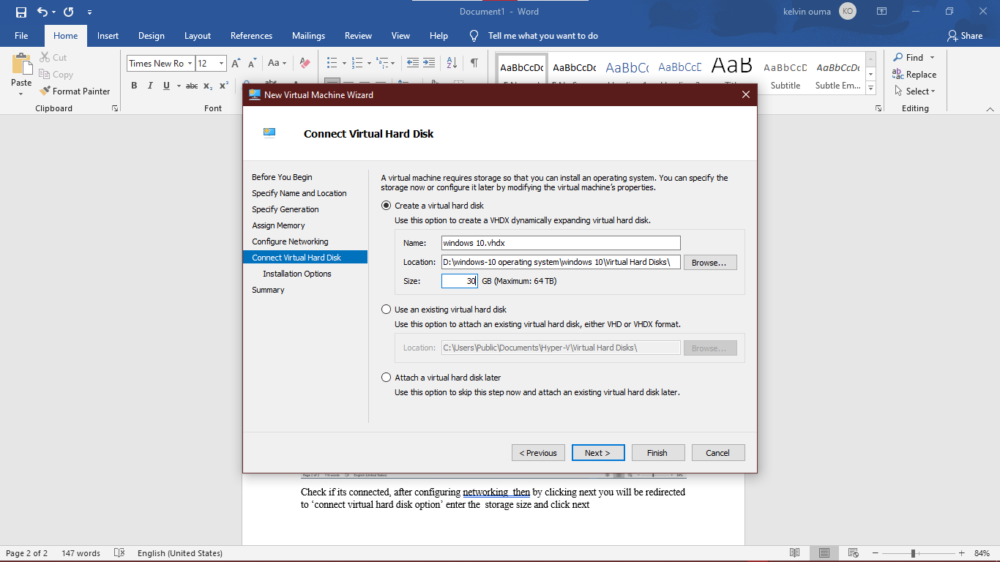 Document1 - Word
kelvin ouma KO
File Home Insert Design Layout References Mailings Review View Help Tell me what you want to do Share
Cut
Copy
Paste
Format Painter
Clipboard
Times New Ro 12
Aa
B I U abc x₂ x²
Font
AaBbCcDc AaBbCcDc AaBbCc AaBbCcD AaB AaBbCcD AaBbCcDc
Subtitle Subtle Em...
Find
Replace
Select
Editing
New Virtual Machine Wizard
Connect Virtual Hard Disk
Before You Begin
Specify Name and Location
Specify Generation
Assign Memory
Configure Networking
Connect Virtual Hard Disk
Installation Options
Summary
A virtual machine requires storage so that you can install an operating system. You can specify the
storage now or configure it later by modifying the virtual machine's properties.
Create a virtual hard disk
Use this option to create a VHDX dynamically expanding virtual hard disk.
Name: windows 10.vhdx
Location: D:\windows-10 operating system\windows 10\Virtual Hard Disks\ Browse...
Size: 30 GB (Maximum: 64 TB)
Use an existing virtual hard disk
Use this option to attach an existing virtual hard disk, either VHD or VHDX format.
Location: C:\Users\Public\Documents\Hyper-V\Virtual Hard Disks\ Browse...
Attach a virtual hard disk later
Use this option to skip this step now and attach an existing virtual hard disk later.
< Previous Next > Finish Cancel
Page 2 of 2 English (United States) 84%
Check if its connected, after configuring networking then by clicking next you will be redirected
to ‘connect virtual hard disk option’ enter the storage size and click next
Page 2 of 2 147 words English (United States) 84%